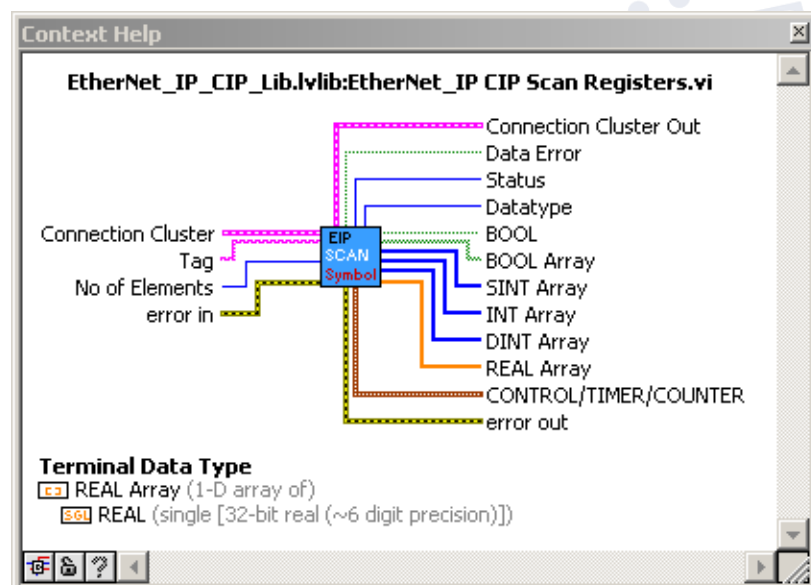 Context Help
EtherNet_IP_CIP_Lib.lvlib:EtherNet_IP CIP Scan Registers.vi
Connection Cluster
Tag
No of Elements
error in
EIP
SCAN
Symbol
Connection Cluster Out
Data Error
Status
Datatype
BOOL
BOOL Array
SINT Array
INT Array
DINT Array
REAL Array
CONTROL/TIMER/COUNTER
error out
Terminal Data Type
REAL Array (1-D array of)
SGL REAL (single [32-bit real (~6 digit precision)])
?